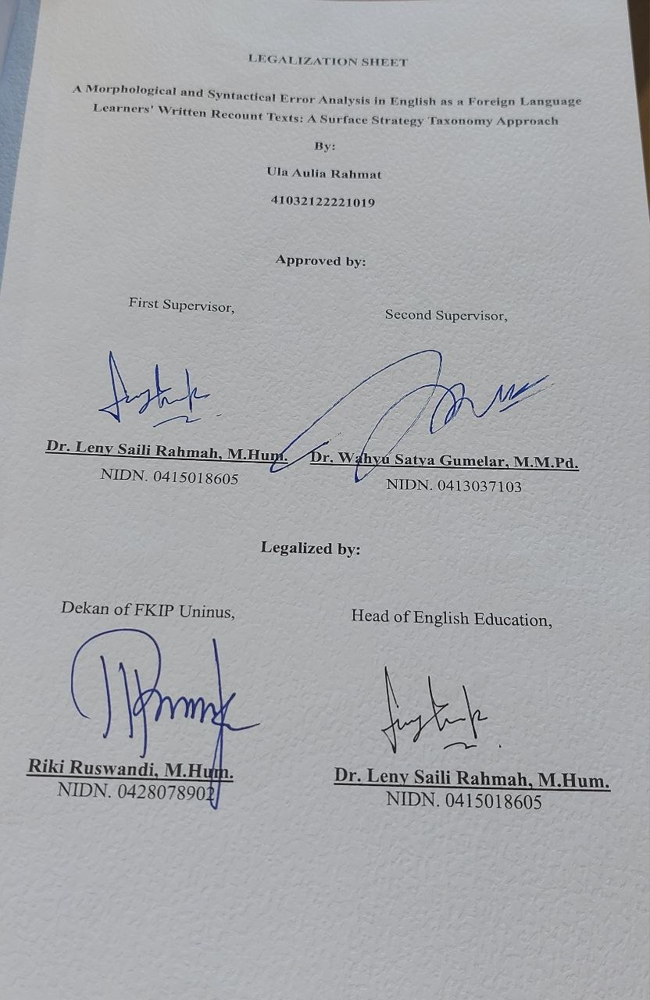 LEGALIZATION SHEET
A Morphological and Syntactical Error Analysis in English as a Foreign Language
Learners' Written Recount Texts: A Surface Strategy Taxonomy Approach
By:
Ula Aulia Rahmat
41032122221019
Approved by:
First Supervisor,
Second Supervisor,
Dr. Leny Saili Rahmah, M.Hum.
Dr. Wahyu Satya Gumelar, M.M.Pd.
NIDN. 0415018605
NIDN. 0413037103
Legalized by:
Dekan of FKIP Uninus,
Head of English Education,
Riki Ruswandi, M.Hum.
Dr. Leny Saili Rahmah, M.Hum.
NIDN. 0428078902
NIDN. 0415018605